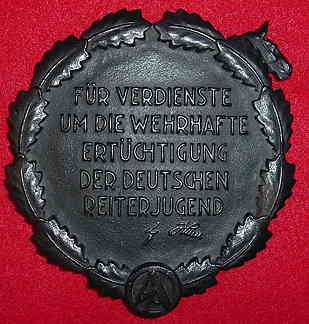 FÜR VERDIENSTE
UM DIE WEHRHAFTE
ERTÜCHTIGUNG
DER DEUTSCHEN
REITERJUGEND